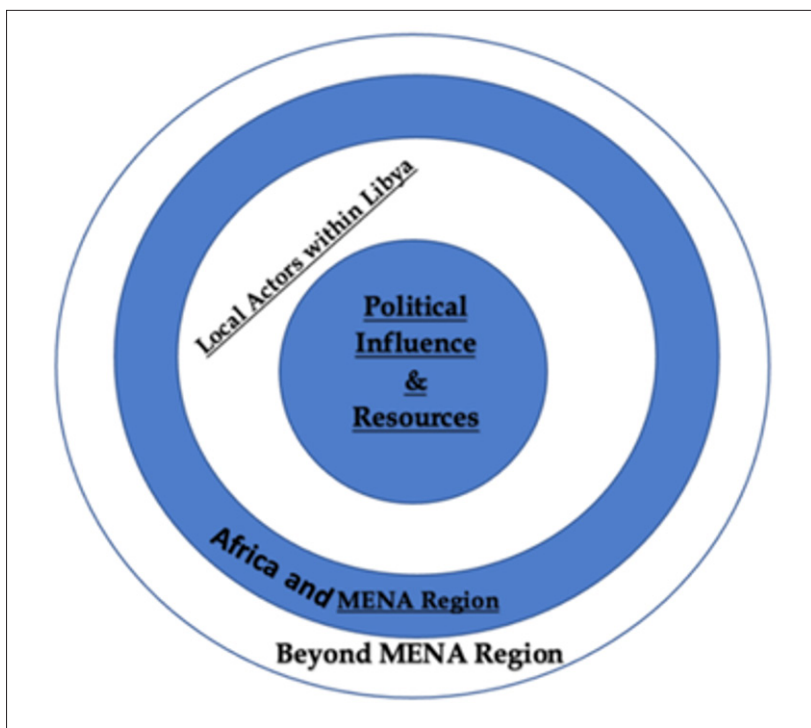 Local Actors within Libya
Political
Influence
&
Resources
Africa and MENA Region
Beyond MENA Region